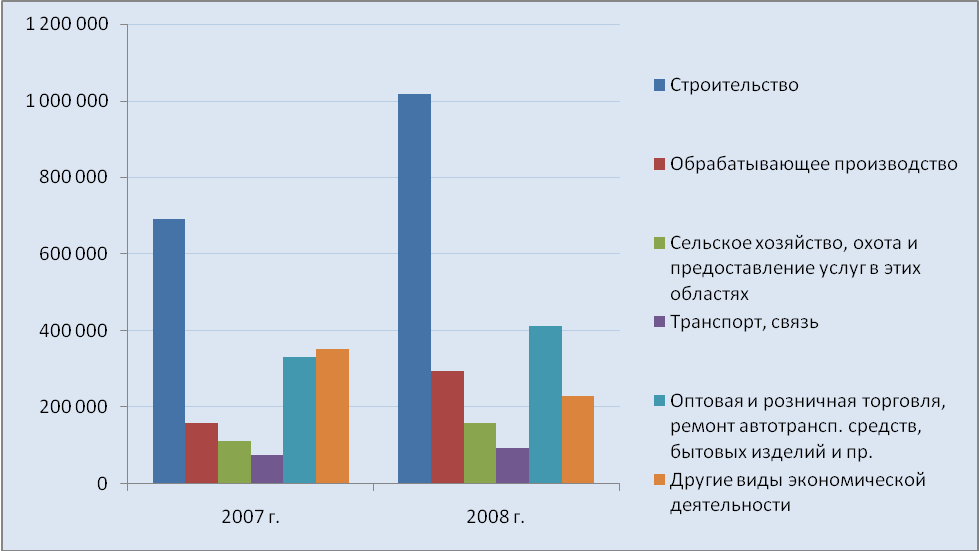 1 200 000
1 000 000
800 000
600 000
400 000
200 000
0
2007 г.
2008 г.
Строительство
Обрабатывающее производство
Сельское хозяйство, охота и
предоставление услуг в этих
областях
Транспорт, связь
Оптовая и розничная торговля,
ремонт автотрансп. средств,
бытовых изделий и пр.
Другие виды экономической
деятельности